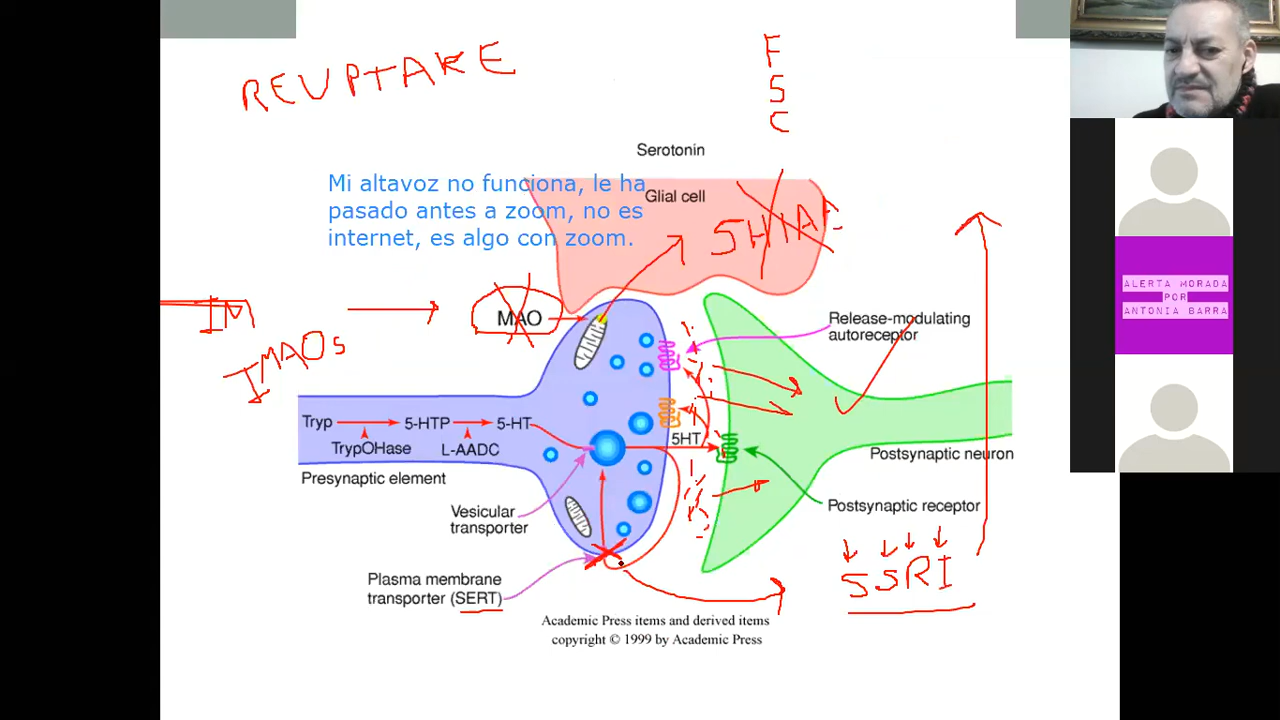 REUPTAKE
F
S
C
Serotonin
Mi altavoz no funciona, le ha
pasado antes a zoom, no es
internet, es algo con zoom.
Glial cell
5HIAA
ALERTA MORADA
POR
ANTONIA BARRA
IM
IMAOs
MAO
Release-modulating
autoreceptor
Tryp
5-HTP
5-HT
TrypOHase
L-AADC
5HT
Presynaptic element
Postsynaptic neuron
Vesicular
transporter
Postsynaptic receptor
SSRI
Plasma membrane
transporter (SERT)
Academic Press items and derived items
copyright © 1999 by Academic Press